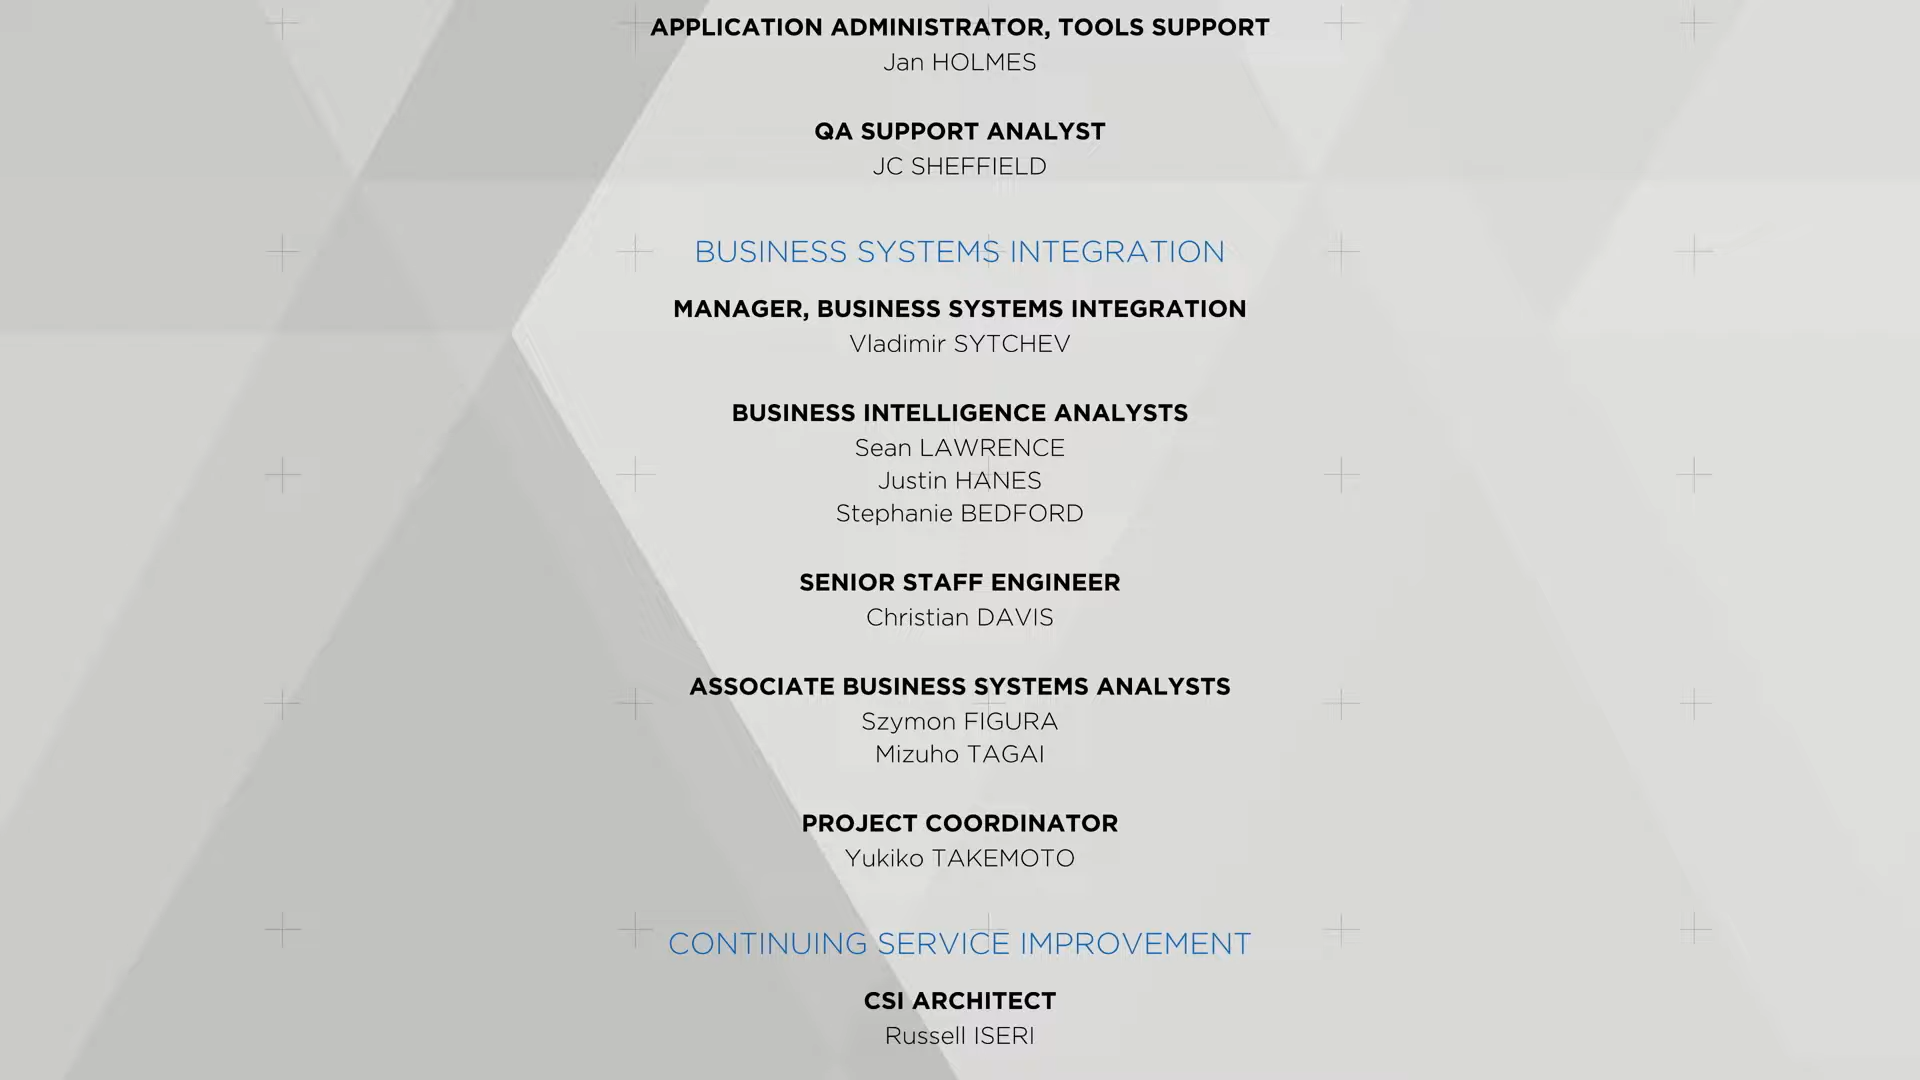 APPLICATION ADMINISTRATOR, TOOLS SUPPORT
Jan HOLMES
QA SUPPORT ANALYST
JC SHEFFIELD
BUSINESS SYSTEMS INTEGRATION
MANAGER, BUSINESS SYSTEMS INTEGRATION
Vladimir SYTCHEV
BUSINESS INTELLIGENCE ANALYSTS
Sean LAWRENCE
Justin HANES
Stephanie BEDFORD
SENIOR STAFF ENGINEER
Christian DAVIS
ASSOCIATE BUSINESS SYSTEMS ANALYSTS
Szymon FIGURA
Mizuho TAGAI
PROJECT COORDINATOR
Yukiko TAKEMOTO
CONTINUING SERVICE IMPROVEMENT
CSI ARCHITECT
Russell ISERI